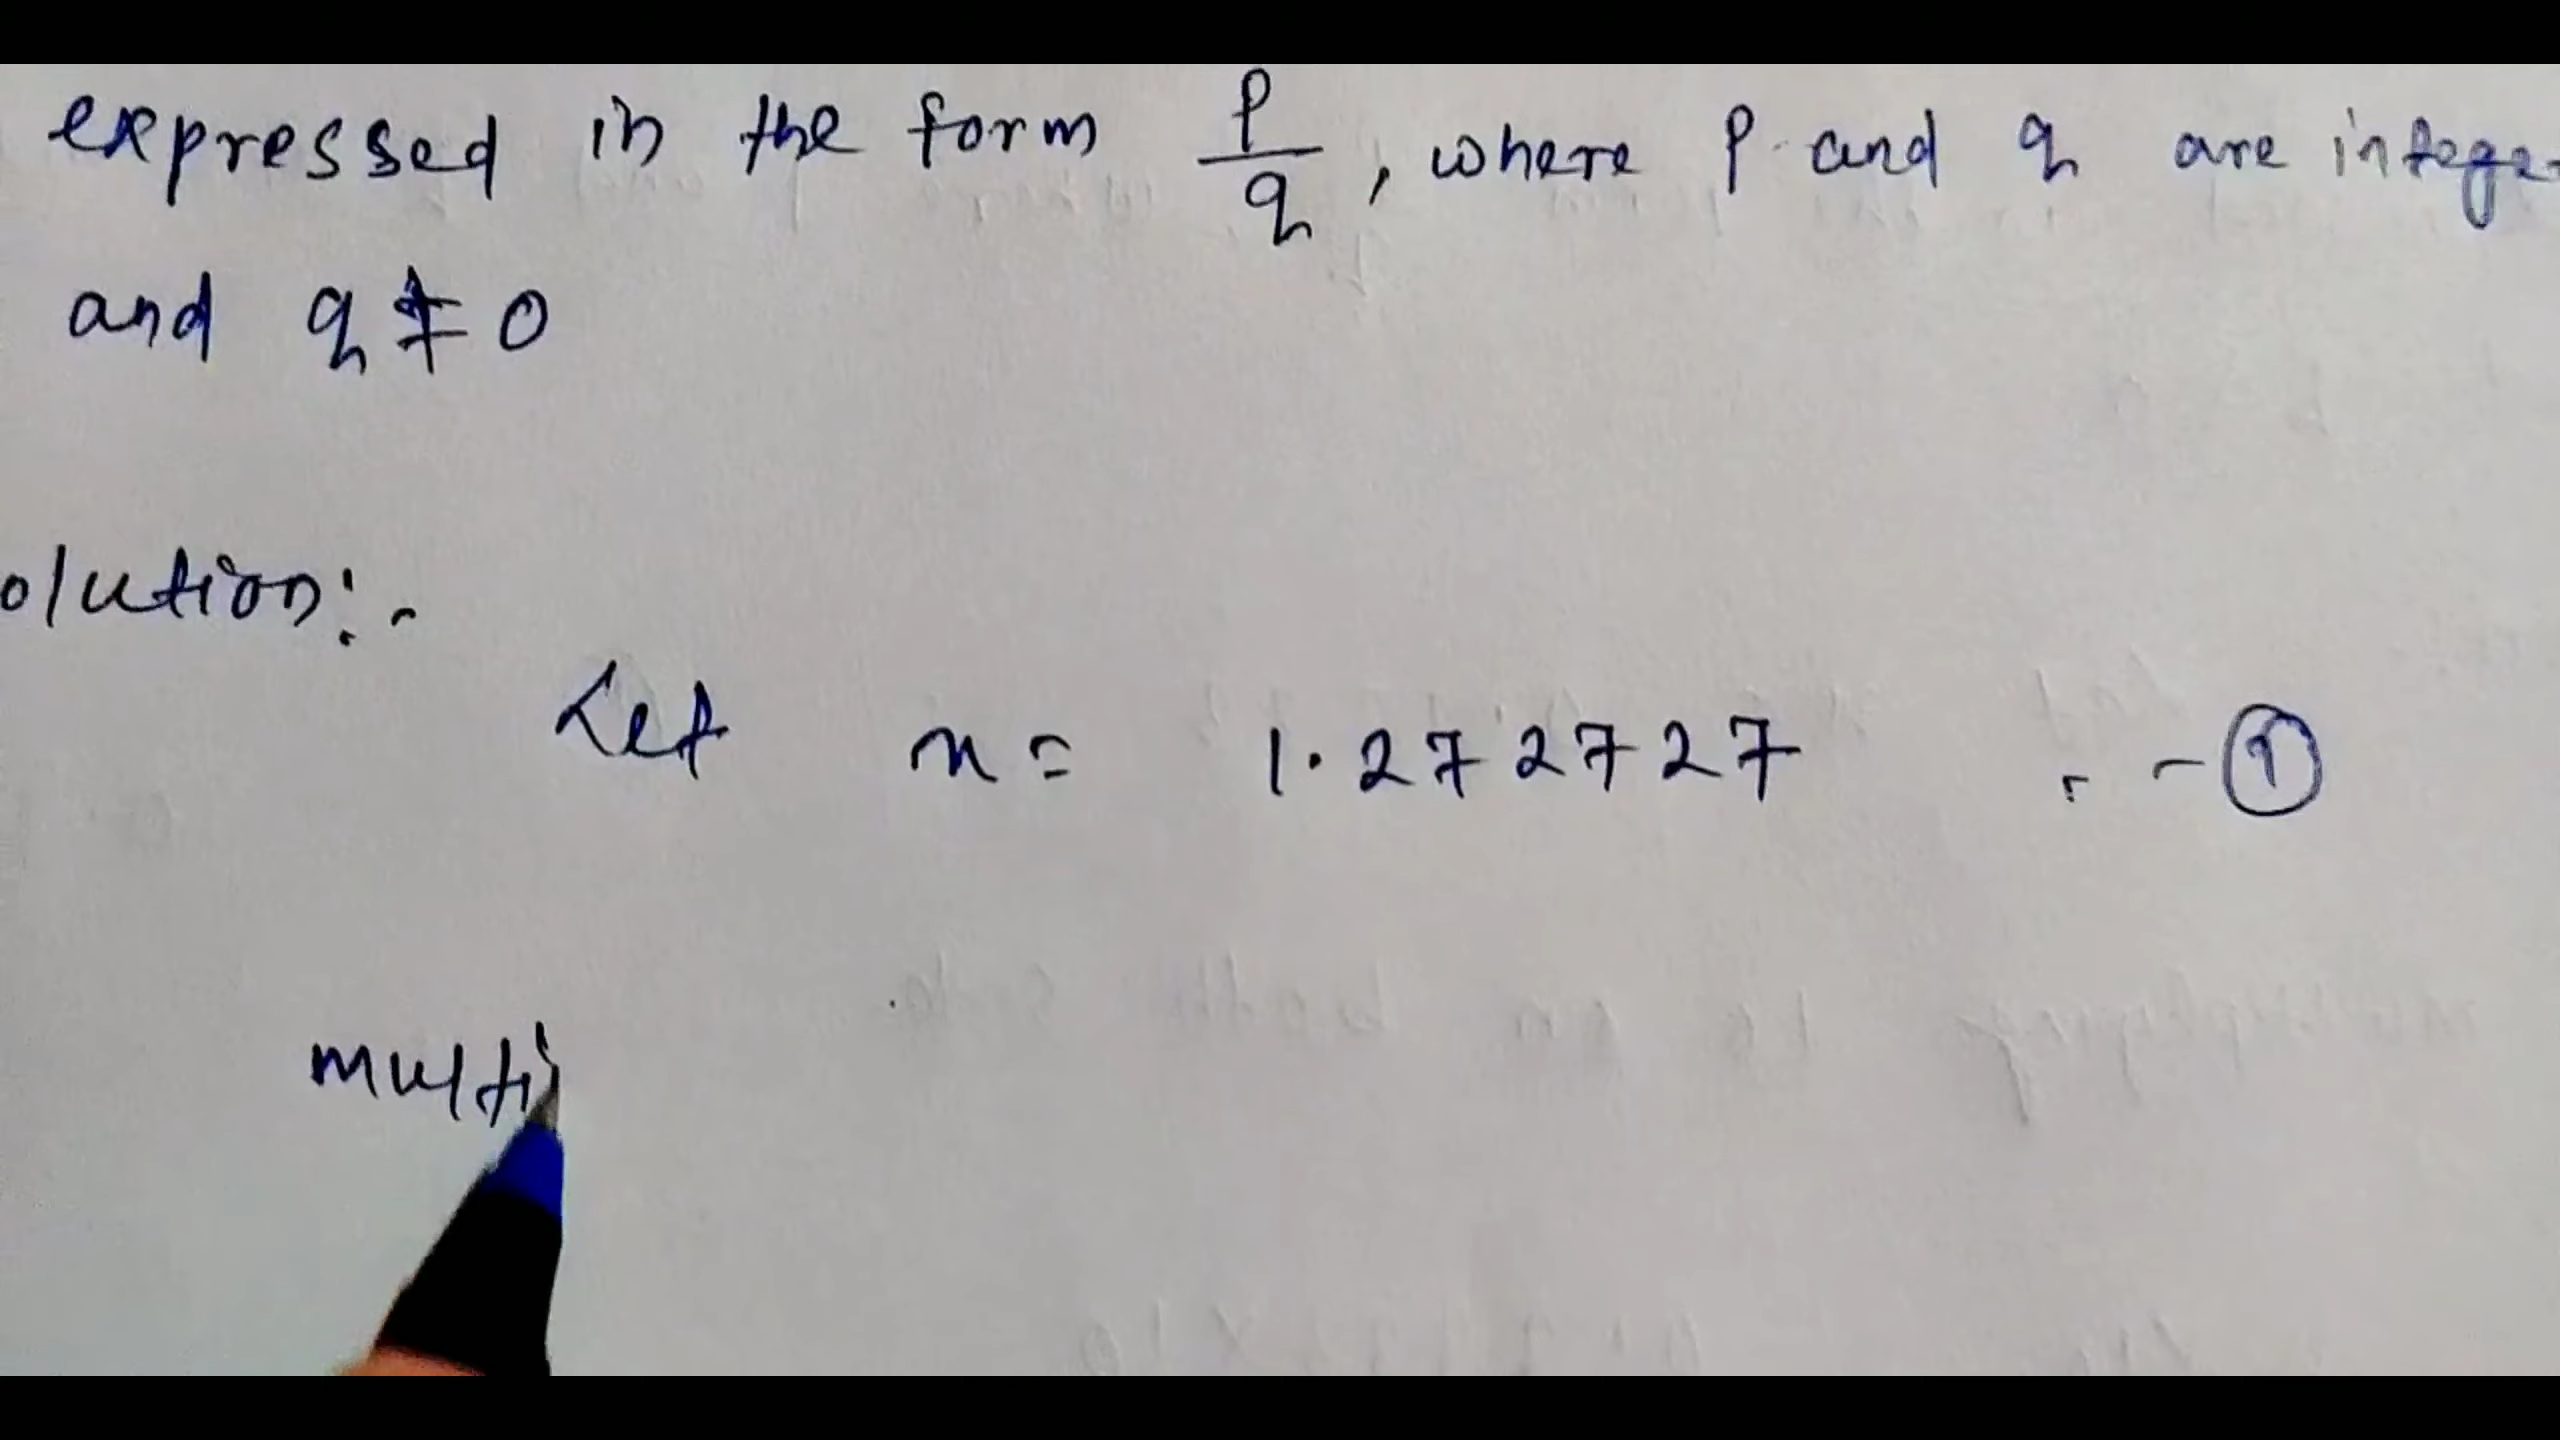 expressed in the form p/q, where p and q are intege
and q ≠ 0
olution:-
Let x = 1.272727 . - ①
multi